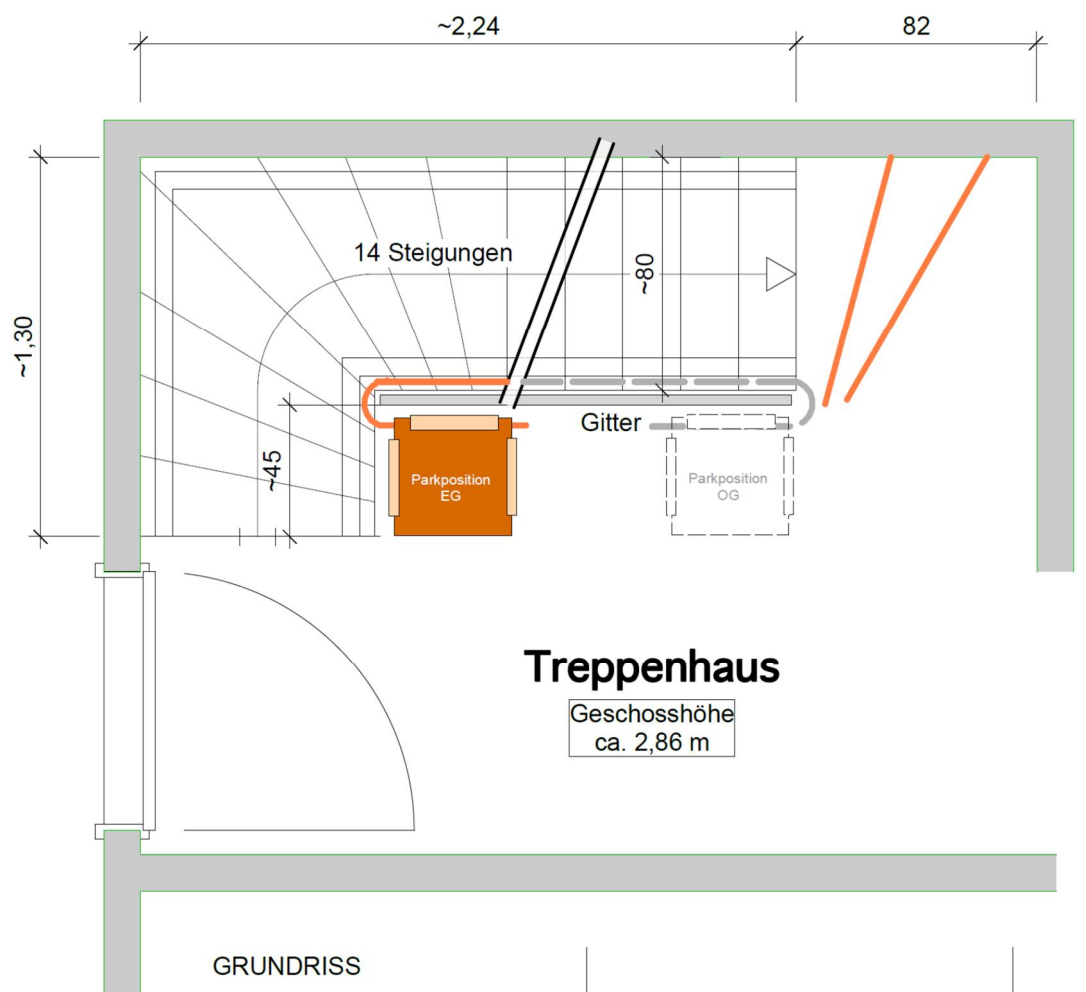 ~2,24
82
14 Steigungen
~80
~1,30
Gitter
~45
Parkposition
EG
Parkposition
OG
Treppenhaus
Geschosshöhe
ca. 2,86 m
GRUNDRISS